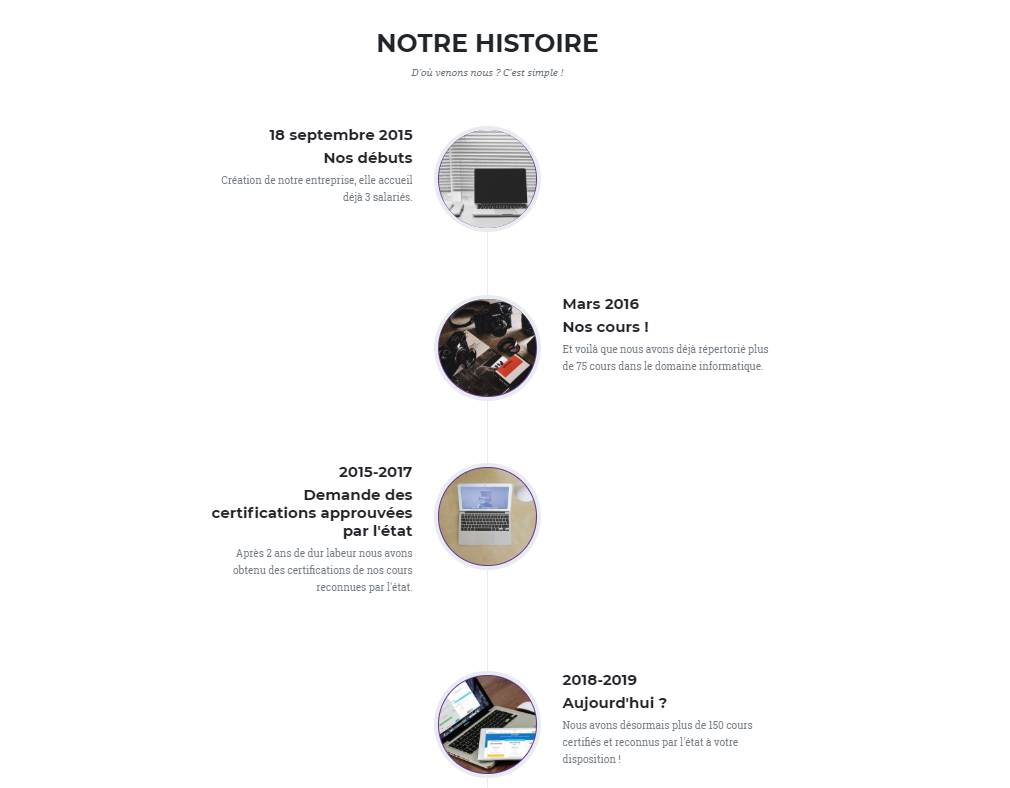 NOTRE HISTOIRE
D'où venons nous ? C'est simple !
18 septembre 2015
Nos débuts
Création de notre entreprise, elle accueil
déjà 3 salariés.
Mars 2016
Nos cours !
Et voilà que nous avons déjà répertorié plus
de 75 cours dans le domaine informatique.
2015-2017
Demande des
certifications approuvées
par l'état
Après 2 ans de dur labeur nous avons
obtenu des certifications de nos cours
reconnues par l'état.
2018-2019
Aujourd'hui ?
Nous avons désormais plus de 150 cours
certifiés et reconnus par l'état à votre
disposition !